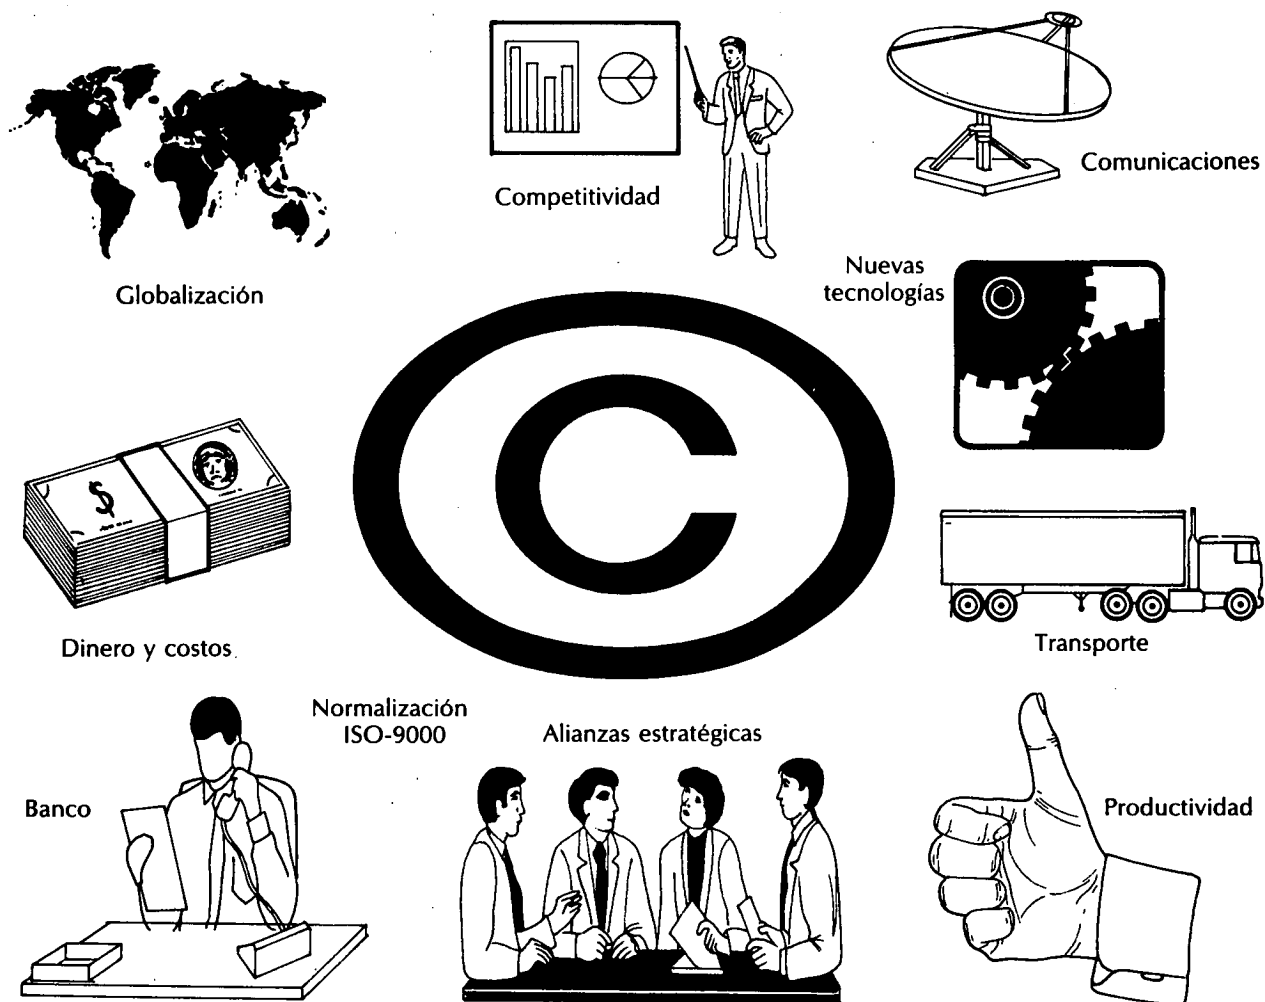 Competitividad
Comunicaciones
Globalización
Nuevas
tecnologías
©
$
Dinero y costos
Transporte
Normalización
ISO-9000
Alianzas estratégicas
Banco
Productividad